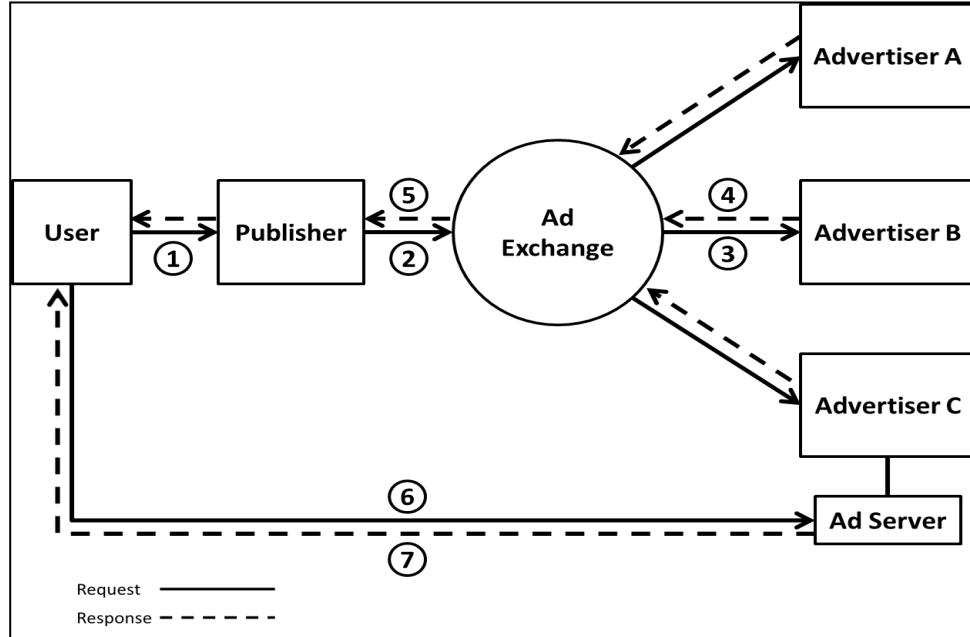 Advertiser A
User
1
Publisher
5
2
Ad
Exchange
4
3
Advertiser B
Advertiser C
6
Ad Server
7
Request
Response